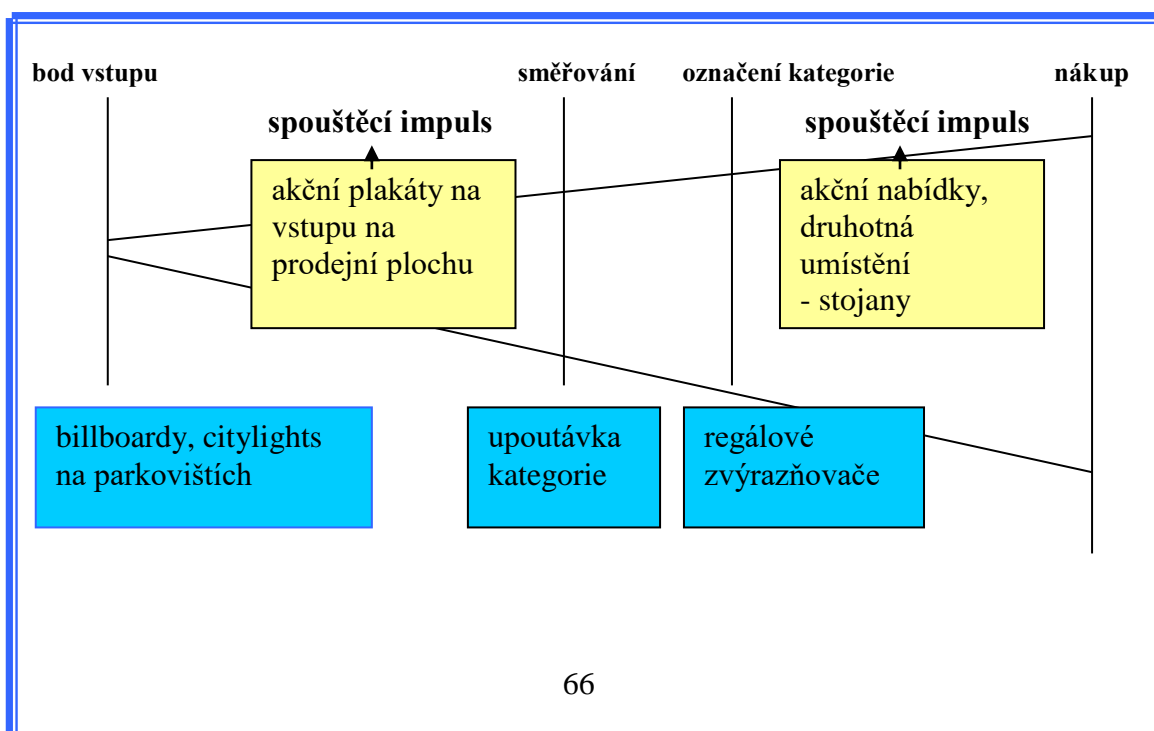 bod vstupu
směřování
označení kategorie
nákup
spouštěcí impuls
spouštěcí impuls
akční plakáty na
vstupu na
prodejní plochu
akční nabídky,
druhotná
umístění
- stojany
billboardy, citylights
na parkovištích
upoutávka
kategorie
regálové
zvýrazňovače
66